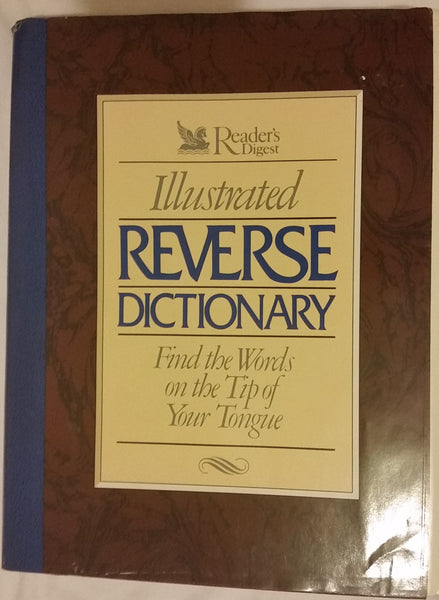 Reader's
Digest
Illustrated
REVERSE
DICTIONARY
Find the Words
on the Tip of
Your Tongue